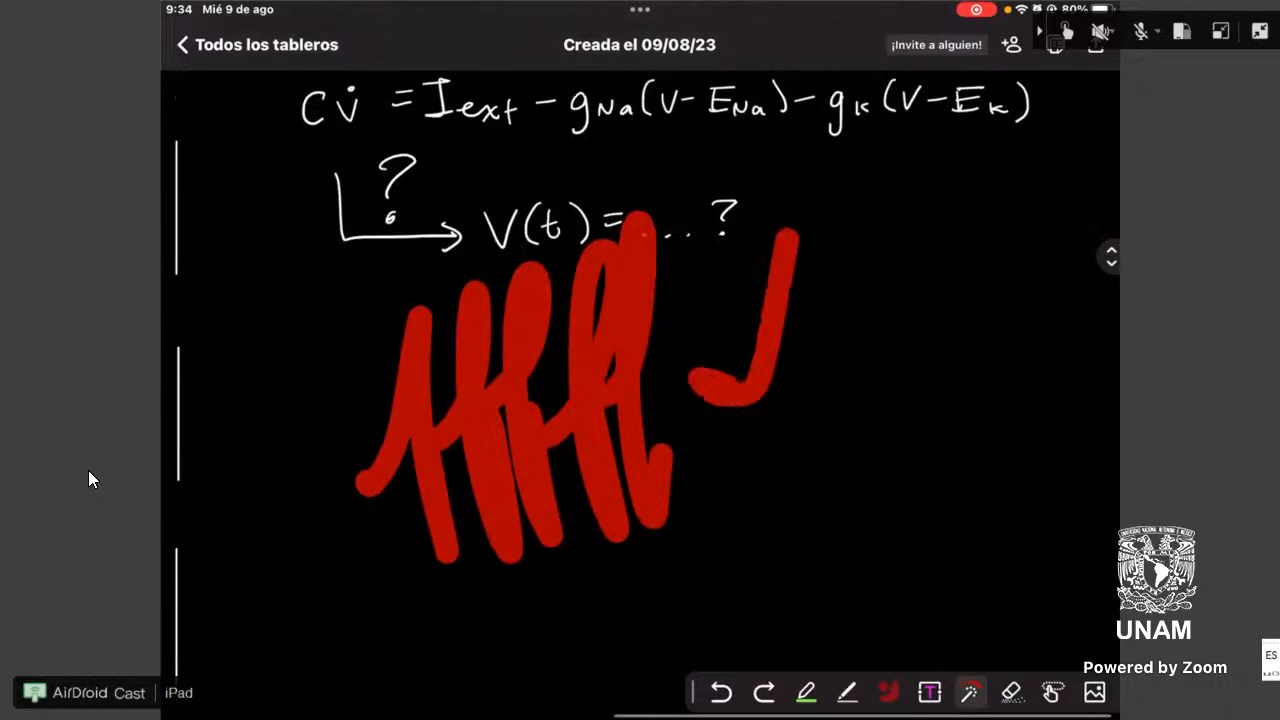 9:34 Mié 9 de ago
80%
Todos los tableros
Creada el 09/08/23
¡Invite a alguien!
CV̇ = Iext - gNa(V-ENa) - gK(V-EK)
?
V(t) = ... ?
UNAM
Powered by Zoom
ES
AirDroid Cast | iPad
T